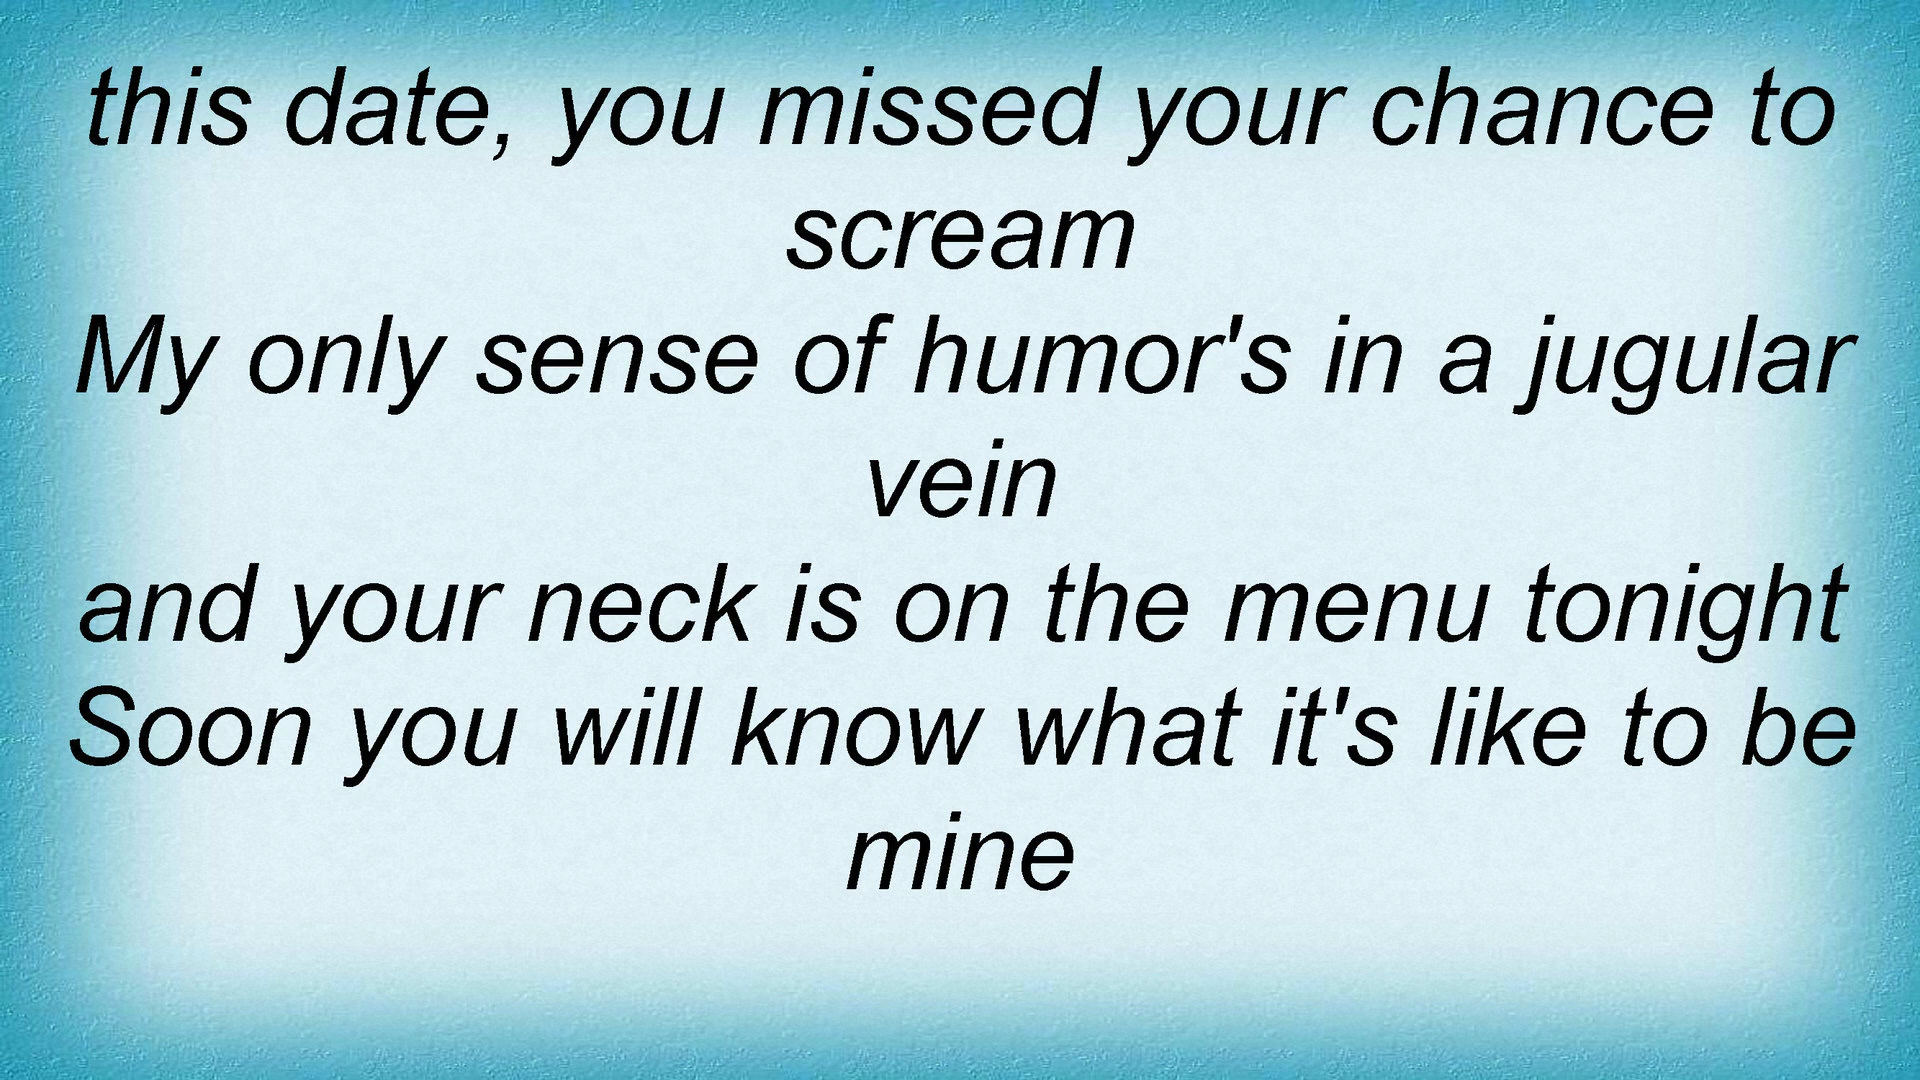 this date, you missed your chance to
scream
My only sense of humor's in a jugular
vein
and your neck is on the menu tonight
Soon you will know what it's like to be
mine